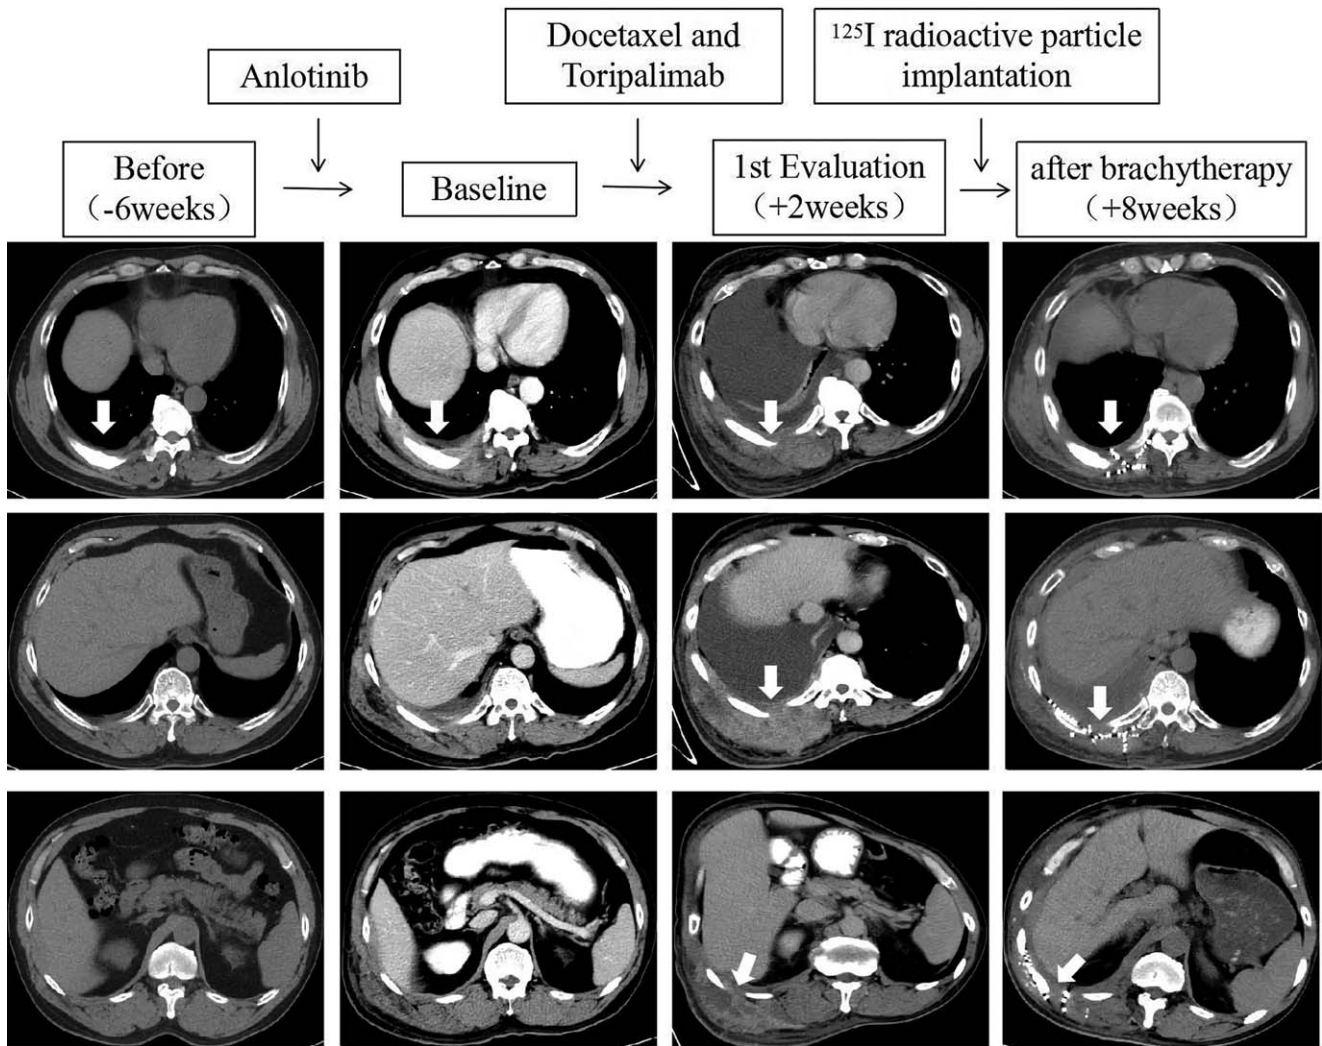 Anlotinib
Docetaxel and
Toripalimab
¹²⁵I radioactive particle
implantation
Before
（-6weeks）
Baseline
1st Evaluation
（+2weeks）
after brachytherapy
（+8weeks）